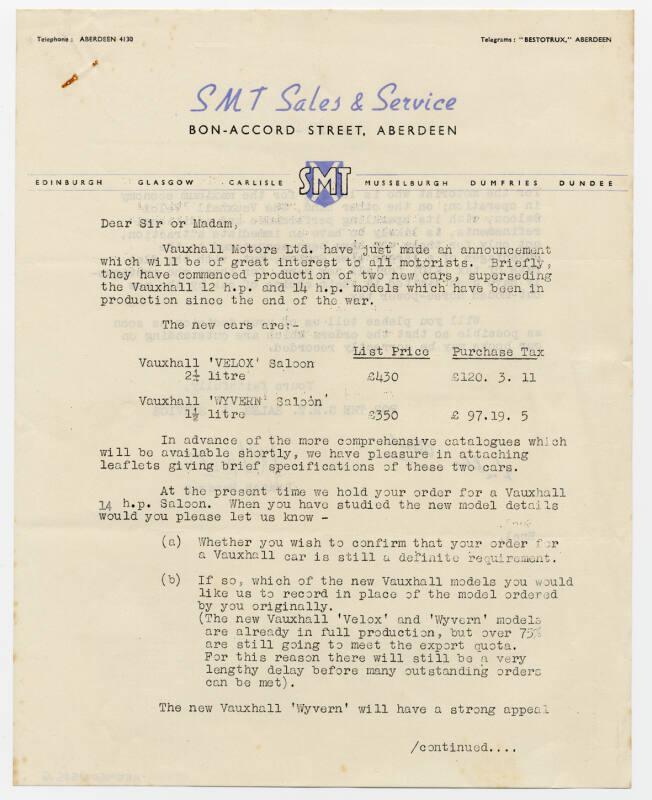 Telephone: ABERDEEN 4130
Telegrams: "BESTOTRUX," ABERDEEN
SMT Sales & Service
BON-ACCORD STREET, ABERDEEN
EDINBURGH GLASGOW CARLISLE SMT MUSSELBURGH DUMFRIES DUNDEE
Dear Sir or Madam,
Vauxhall Motors Ltd. have just made an announcement
which will be of great interest to all motorists. Briefly,
they have commenced production of two new cars, superseding
the Vauxhall 12 h.p. and 14 h.p. models which have been in
production since the end of the war.
The new cars are:-
List Price Purchase Tax
Vauxhall 'VELOX' Saloon
2¼ litre £430 £120. 3. 11
Vauxhall 'WYVERN' Saloon'
1½ litre £350 £ 97.19. 5
In advance of the more comprehensive catalogues which
will be available shortly, we have pleasure in attaching
leaflets giving brief specifications of these two cars.
At the present time we hold your order for a Vauxhall
14 h.p. Saloon. When you have studied the new model details
would you please let us know -
(a) Whether you wish to confirm that your order for
a Vauxhall car is still a definite requirement.
(b) If so, which of the new Vauxhall models you would
like us to record in place of the model ordered
by you originally.
(The new Vauxhall 'Velox' and 'Wyvern' models
are already in full production, but over 75%
are still going to meet the export quota.
For this reason there will still be a very
lengthy delay before many outstanding orders
can be met).
The new Vauxhall 'Wyvern' will have a strong appeal
/continued....